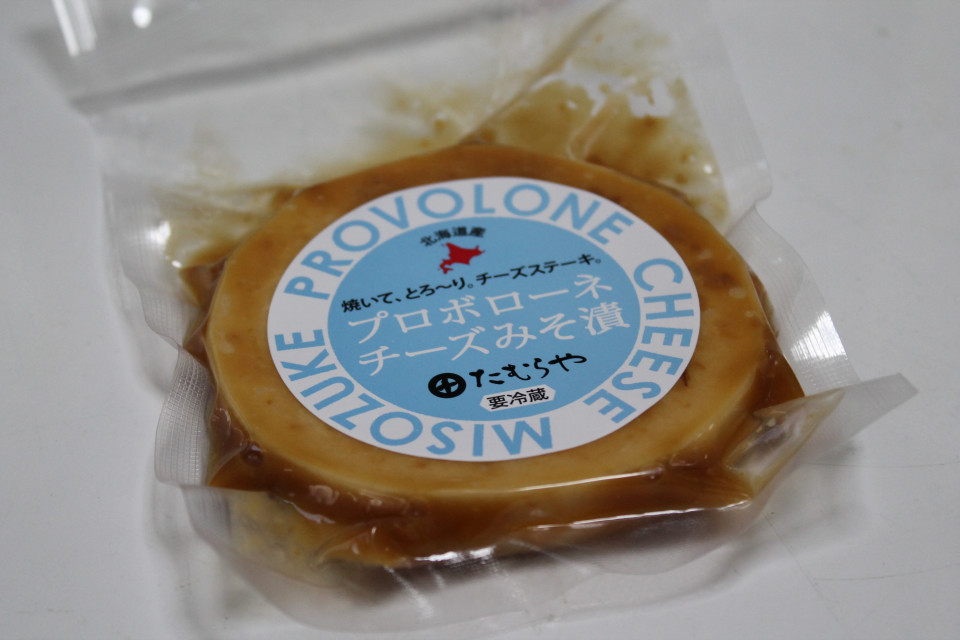 PROVOLONE CHEESE
北海道産
焼いて、とろ〜り。チーズステーキ。
プロボローネ
チーズみそ漬
たむらや
要冷蔵
MISOZUKE